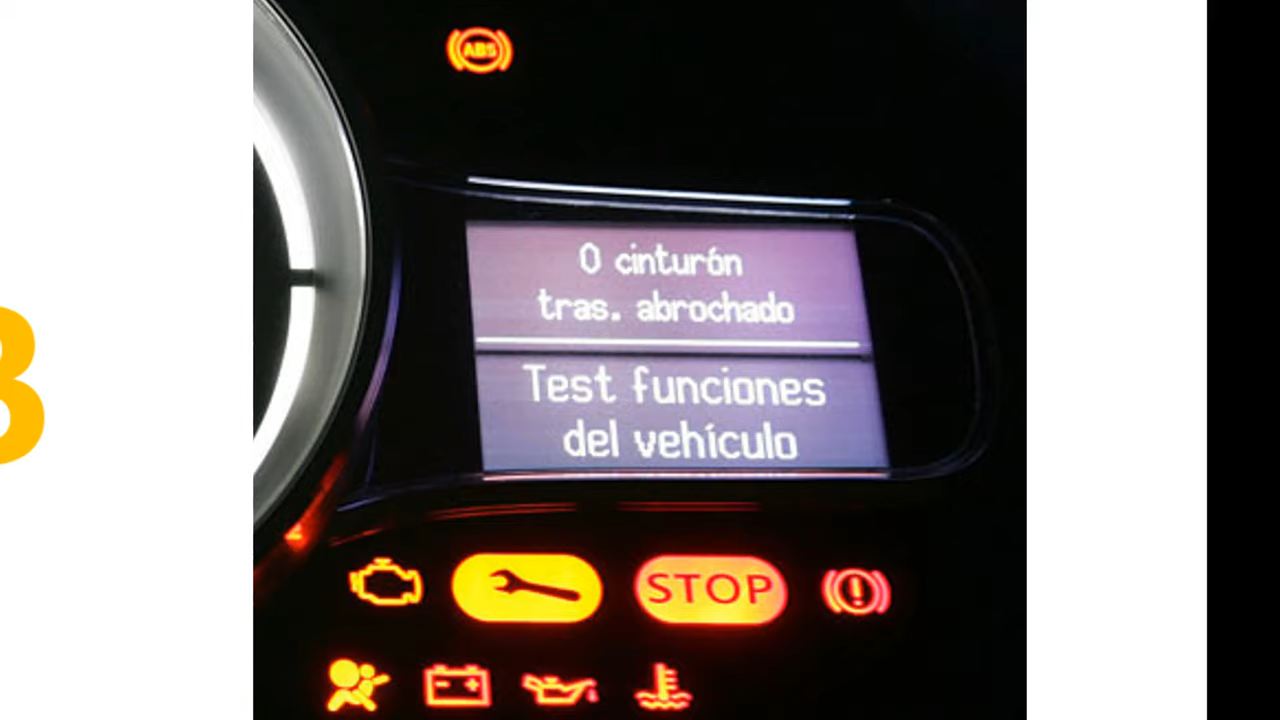 ABS
0 cinturón
tras. abrochado
Test funciones
del vehículo
STOP